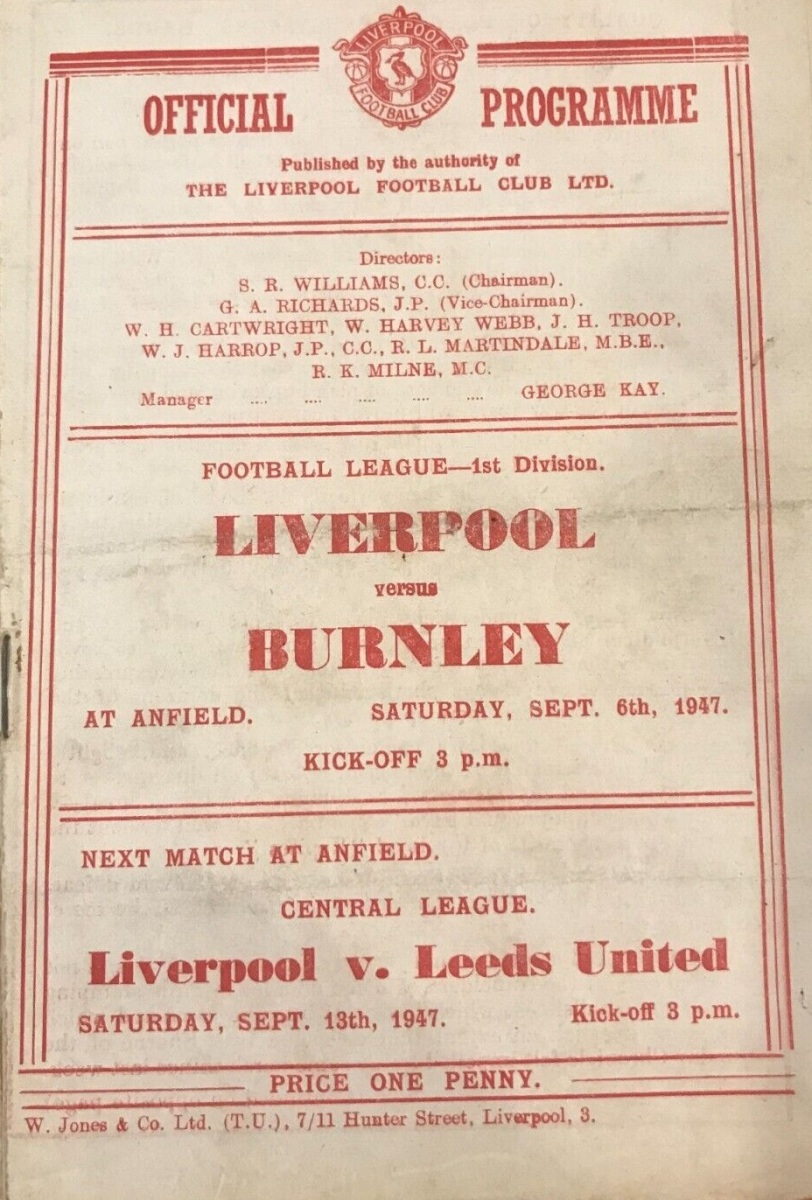 LIVERPOOL
FOOTBALL CLUB
OFFICIAL PROGRAMME
Published by the authority of
THE LIVERPOOL FOOTBALL CLUB LTD.
Directors:
S. R. WILLIAMS, C.C. (Chairman).
G. A. RICHARDS, J.P. (Vice-Chairman).
W. H. CARTWRIGHT, W. HARVEY WEBB, J. H. TROOP,
W. J. HARROP, J.P., C.C., R. L. MARTINDALE, M.B.E.,
R. K. MILNE, M.C.
Manager .... .... .... .... .... GEORGE KAY.
FOOTBALL LEAGUE—1st Division.
LIVERPOOL
versus
BURNLEY
AT ANFIELD. SATURDAY, SEPT. 6th, 1947.
KICK-OFF 3 p.m.
NEXT MATCH AT ANFIELD.
CENTRAL LEAGUE.
Liverpool v. Leeds United
SATURDAY, SEPT. 13th, 1947. Kick-off 3 p.m.
PRICE ONE PENNY.
W. Jones & Co. Ltd. (T.U.), 7/11 Hunter Street, Liverpool, 3.